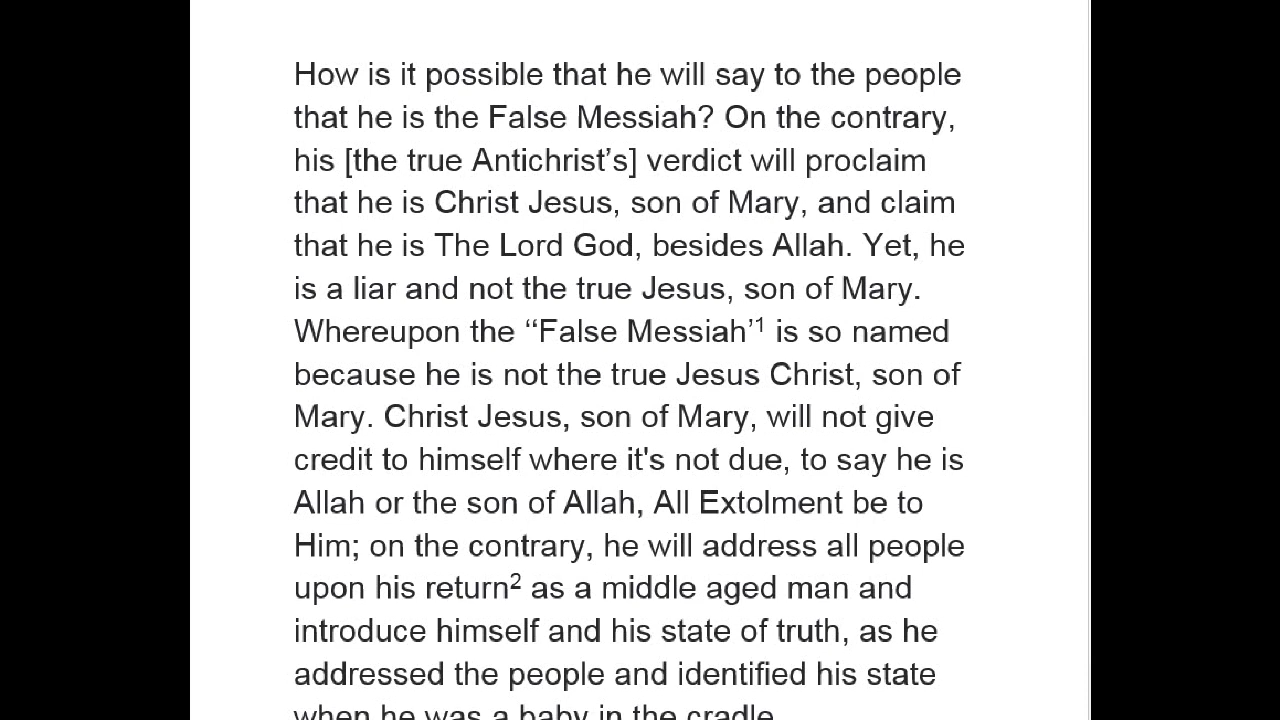 How is it possible that he will say to the people
that he is the False Messiah? On the contrary,
his [the true Antichrist’s] verdict will proclaim
that he is Christ Jesus, son of Mary, and claim
that he is The Lord God, besides Allah. Yet, he
is a liar and not the true Jesus, son of Mary.
Whereupon the “False Messiah’¹ is so named
because he is not the true Jesus Christ, son of
Mary. Christ Jesus, son of Mary, will not give
credit to himself where it's not due, to say he is
Allah or the son of Allah, All Extolment be to
Him; on the contrary, he will address all people
upon his return² as a middle aged man and
introduce himself and his state of truth, as he
addressed the people and identified his state
when he was a baby in the cradle.